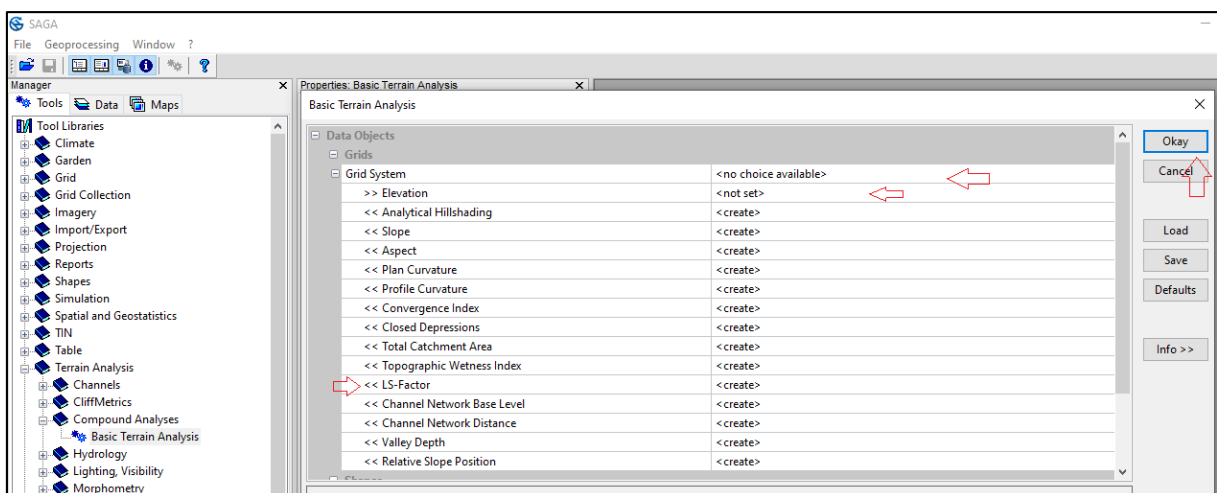 SAGA
File Geoprocessing Window ?
Manager
Tools Data Maps
Tool Libraries
Climate
Garden
Grid
Grid Collection
Imagery
Import/Export
Projection
Reports
Shapes
Simulation
Spatial and Geostatistics
TIN
Table
Terrain Analysis
Channels
CliffMetrics
Compound Analyses
Basic Terrain Analysis
Hydrology
Lighting, Visibility
Morphometry
Properties: Basic Terrain Analysis
Basic Terrain Analysis
Data Objects
Grids
Grid System <no choice available>
>> Elevation <not set>
<< Analytical Hillshading <create>
<< Slope <create>
<< Aspect <create>
<< Plan Curvature <create>
<< Profile Curvature <create>
<< Convergence Index <create>
<< Closed Depressions <create>
<< Total Catchment Area <create>
<< Topographic Wetness Index <create>
<< LS-Factor <create>
<< Channel Network Base Level <create>
<< Channel Network Distance <create>
<< Valley Depth <create>
<< Relative Slope Position <create>
Shapes
Okay
Cancel
Load
Save
Defaults
Info >>